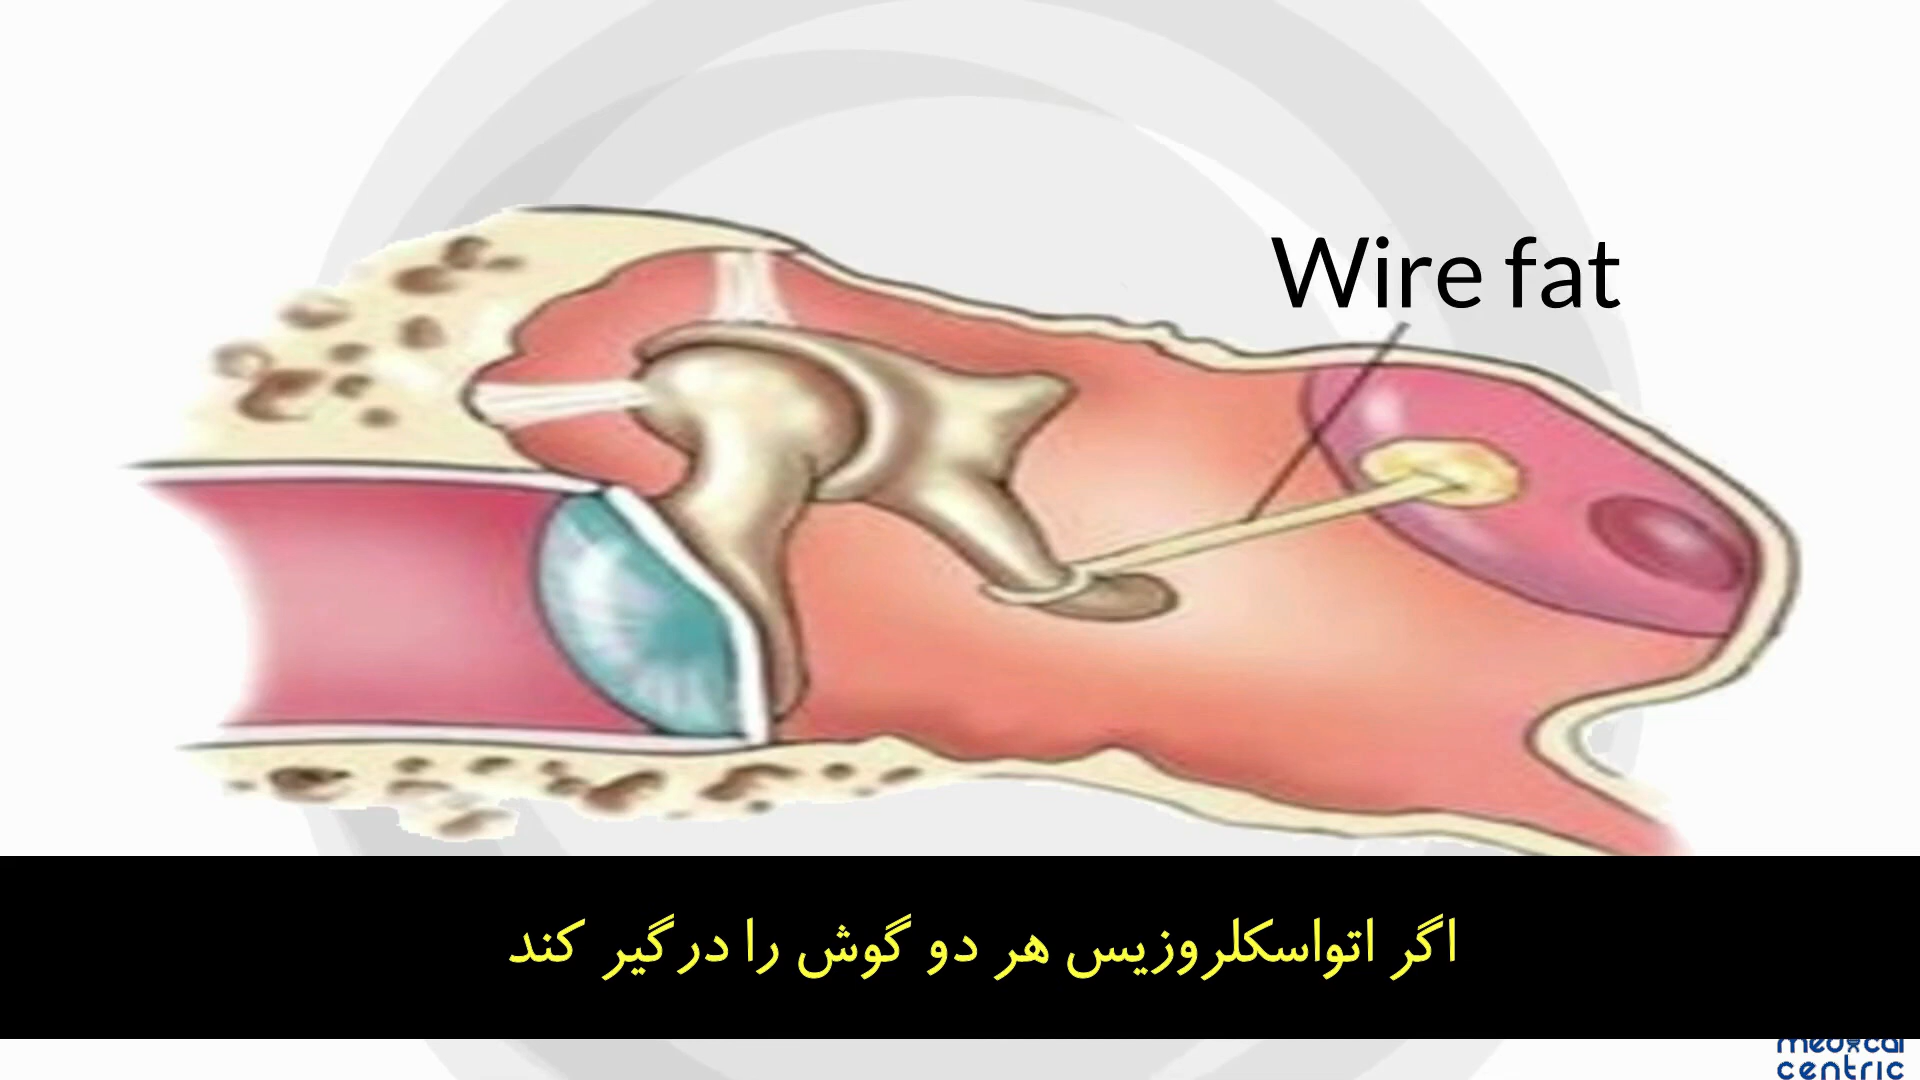 Wire fat
اگر اتواسکلروزیس هر دو گوش را درگیر کند
medical
centric